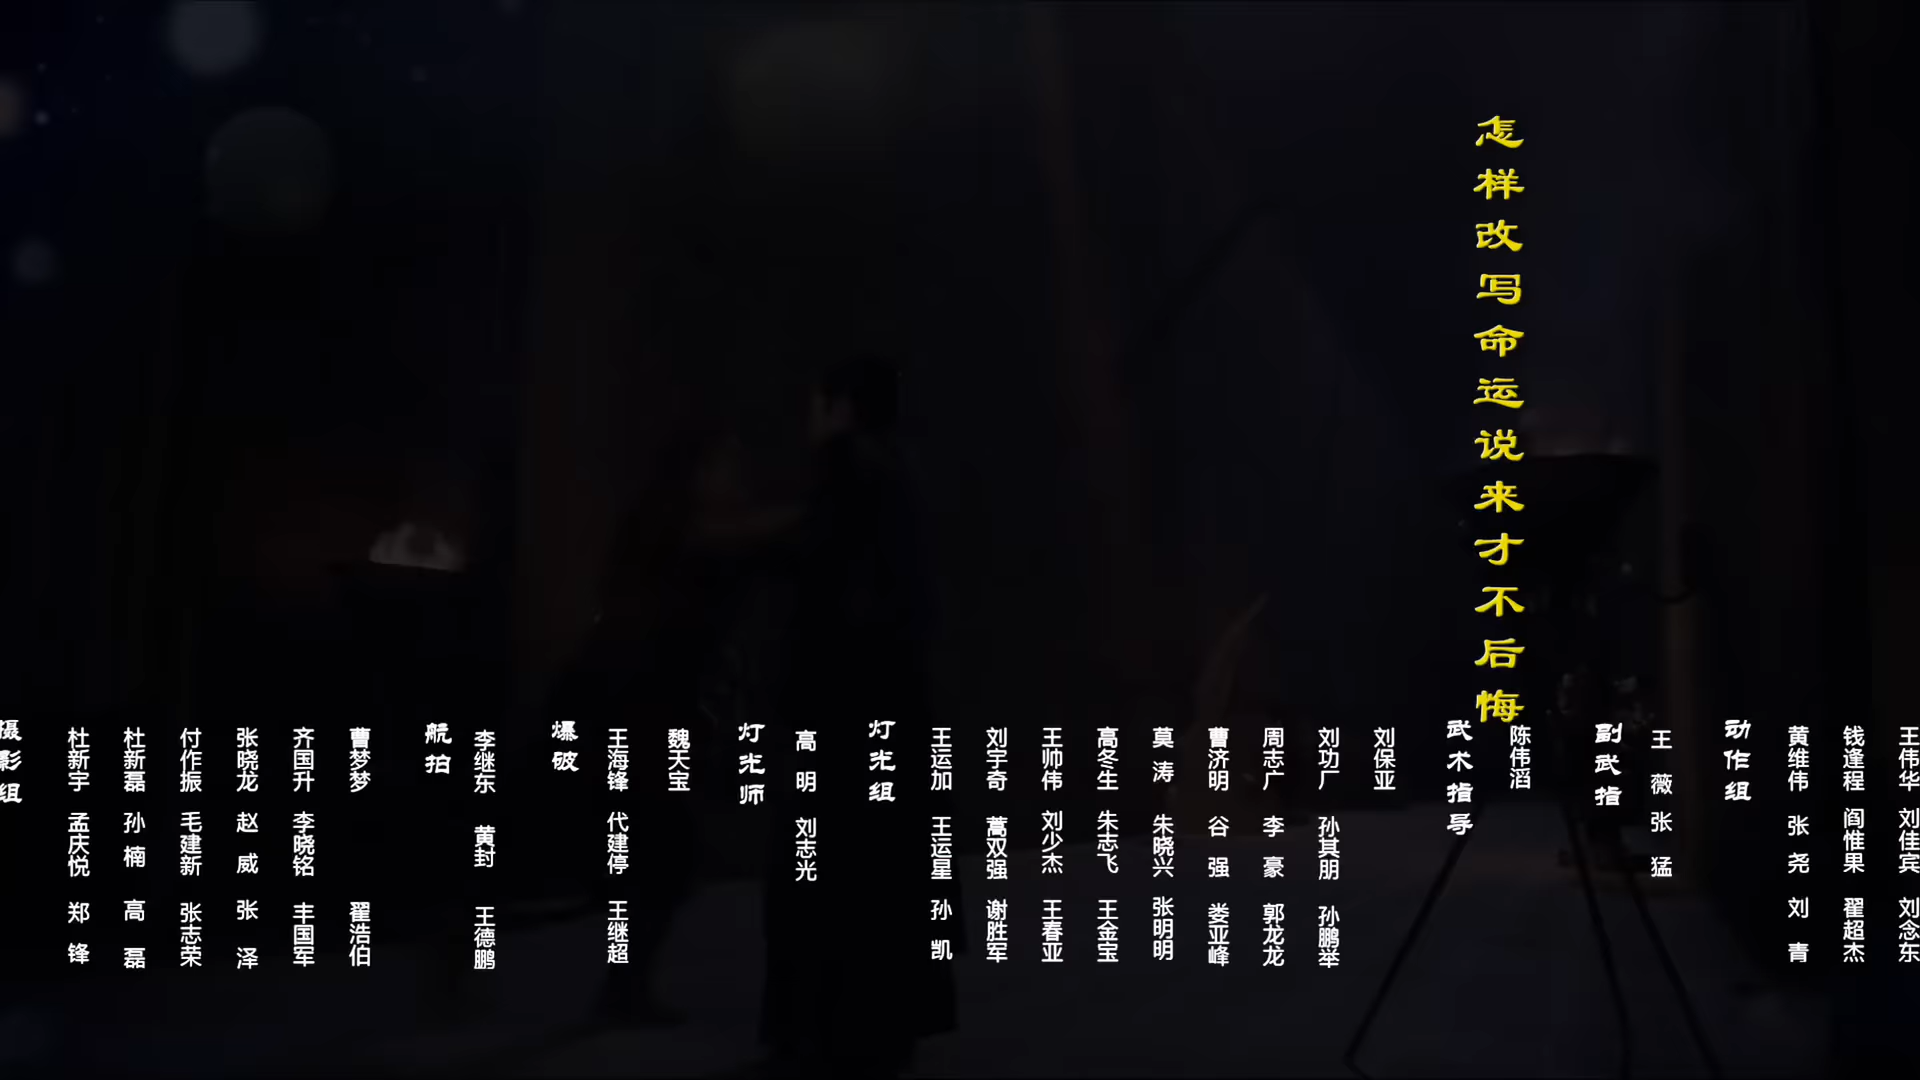 怎样改写命运说来才不后悔
摄影组
杜新宇 孟庆悦 郑锋
杜新磊 孙楠 高磊
付作振 毛建新 张志荣
张晓龙 赵威 张泽
齐国升 李晓铭 丰国军
曹梦梦 翟浩伯
航拍
李继东 黄封 王德鹏
爆破
王海锋 代建停 王继超
魏天宝
灯光师
高明 刘志光
灯光组
王运加 王运星 孙凯
刘宇奇 蒿双强 谢胜军
王帅伟 刘少杰 王春亚
高冬生 朱志飞 王金宝
莫涛 朱晓兴 张明明
曹济明 谷强 娄亚峰
周志广 李豪 郭龙龙
刘功厂 孙其朋 孙鹏举
刘保亚
武术指导
陈伟滔
副武指
王薇 张猛
动作组
黄维伟 张尧 刘青
钱逢程 阎惟果 翟超杰
王伟华 刘佳宾 刘念东